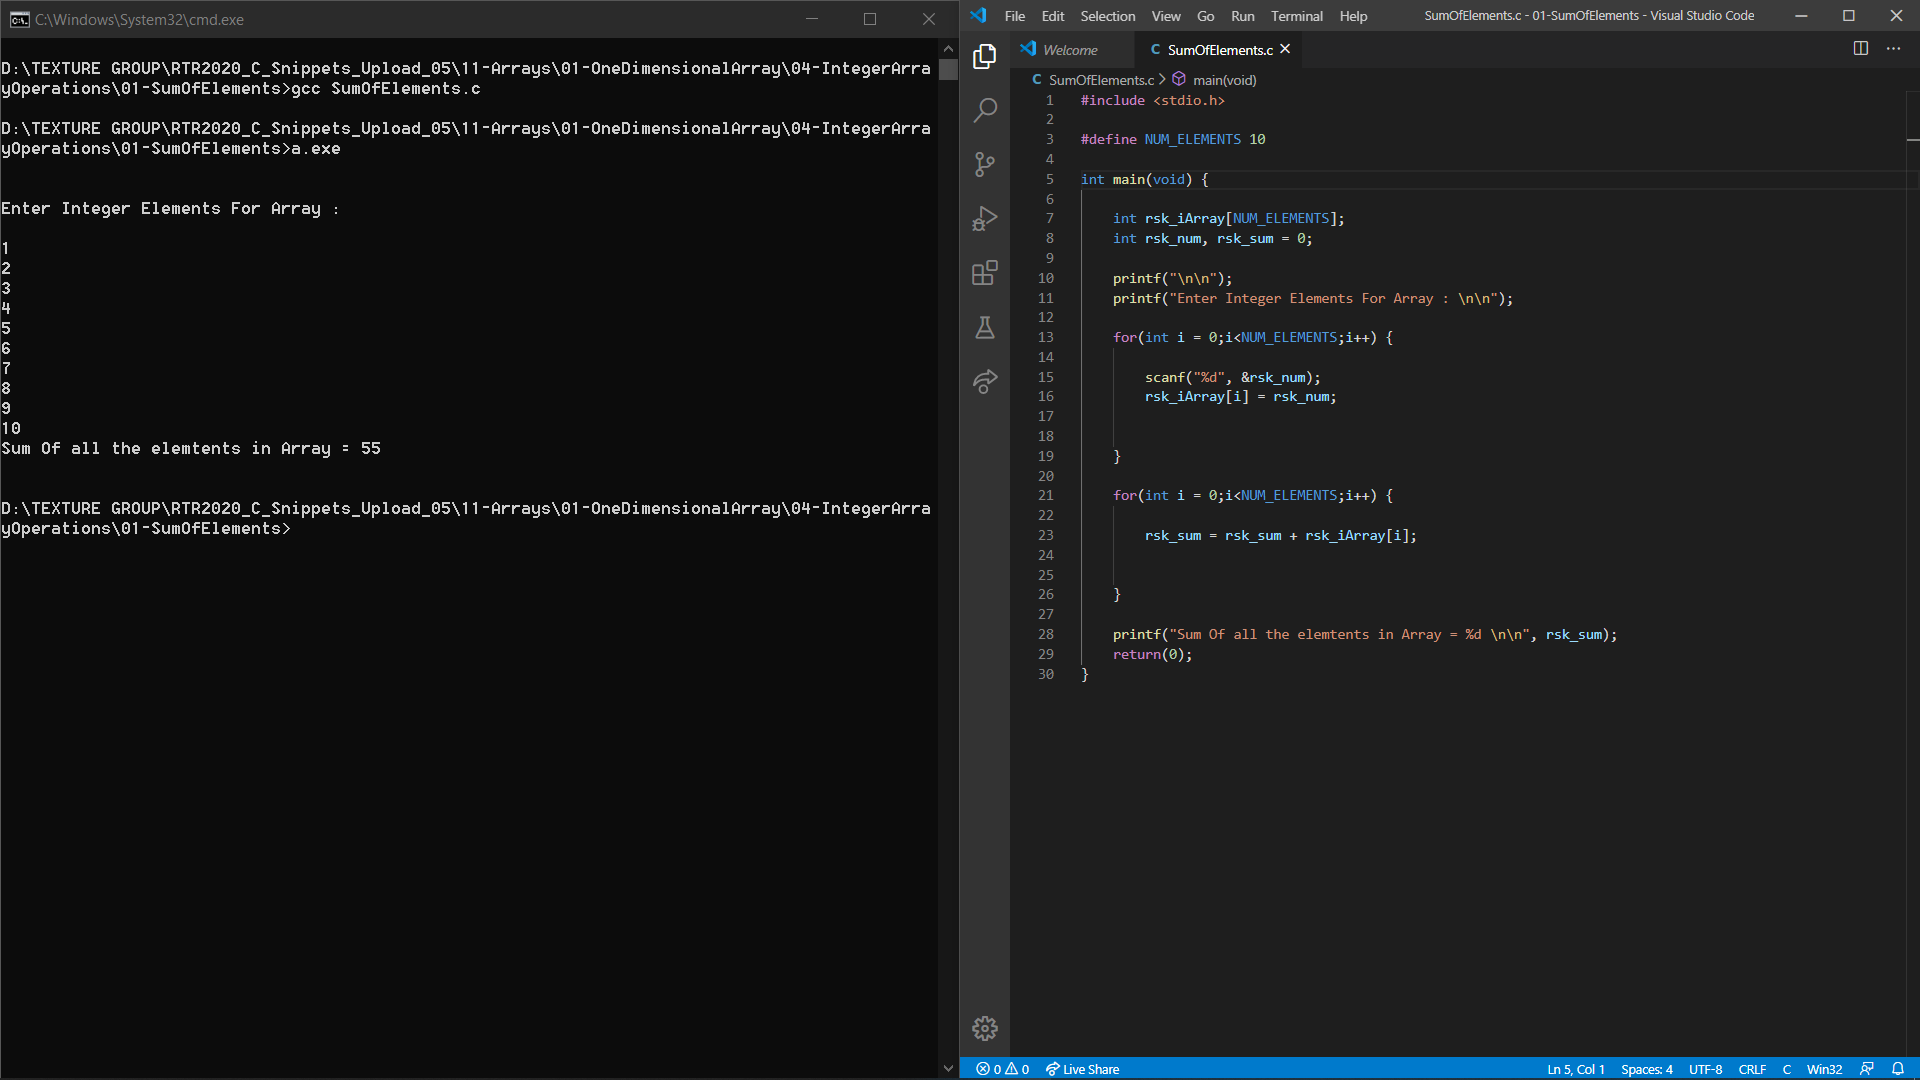 C:\Windows\System32\cmd.exe
D:\TEXTURE GROUP\RTR2020_C_Snippets_Upload_05\11-Arrays\01-OneDimensionalArray\04-IntegerArra
yOperations\01-SumOfElements>gcc SumOfElements.c
D:\TEXTURE GROUP\RTR2020_C_Snippets_Upload_05\11-Arrays\01-OneDimensionalArray\04-IntegerArra
yOperations\01-SumOfElements>a.exe
Enter Integer Elements For Array :
1
2
3
4
5
6
7
8
9
10
Sum Of all the elemtents in Array = 55
D:\TEXTURE GROUP\RTR2020_C_Snippets_Upload_05\11-Arrays\01-OneDimensionalArray\04-IntegerArra
yOperations\01-SumOfElements>
File Edit Selection View Go Run Terminal Help SumOfElements.c - 01-SumOfElements - Visual Studio Code
Welcome C SumOfElements.c
C SumOfElements.c > main(void)
1 #include <stdio.h>
2
3 #define NUM_ELEMENTS 10
4
5 int main(void) {
6
7 int rsk_iArray[NUM_ELEMENTS];
8 int rsk_num, rsk_sum = 0;
9
10 printf("\n\n");
11 printf("Enter Integer Elements For Array : \n\n");
12
13 for(int i = 0;i<NUM_ELEMENTS;i++) {
14
15 scanf("%d", &rsk_num);
16 rsk_iArray[i] = rsk_num;
17
18
19 }
20
21 for(int i = 0;i<NUM_ELEMENTS;i++) {
22
23 rsk_sum = rsk_sum + rsk_iArray[i];
24
25
26 }
27
28 printf("Sum Of all the elemtents in Array = %d \n\n", rsk_sum);
29 return(0);
30 }
0 0 Live Share Ln 5, Col 1 Spaces: 4 UTF-8 CRLF C Win32